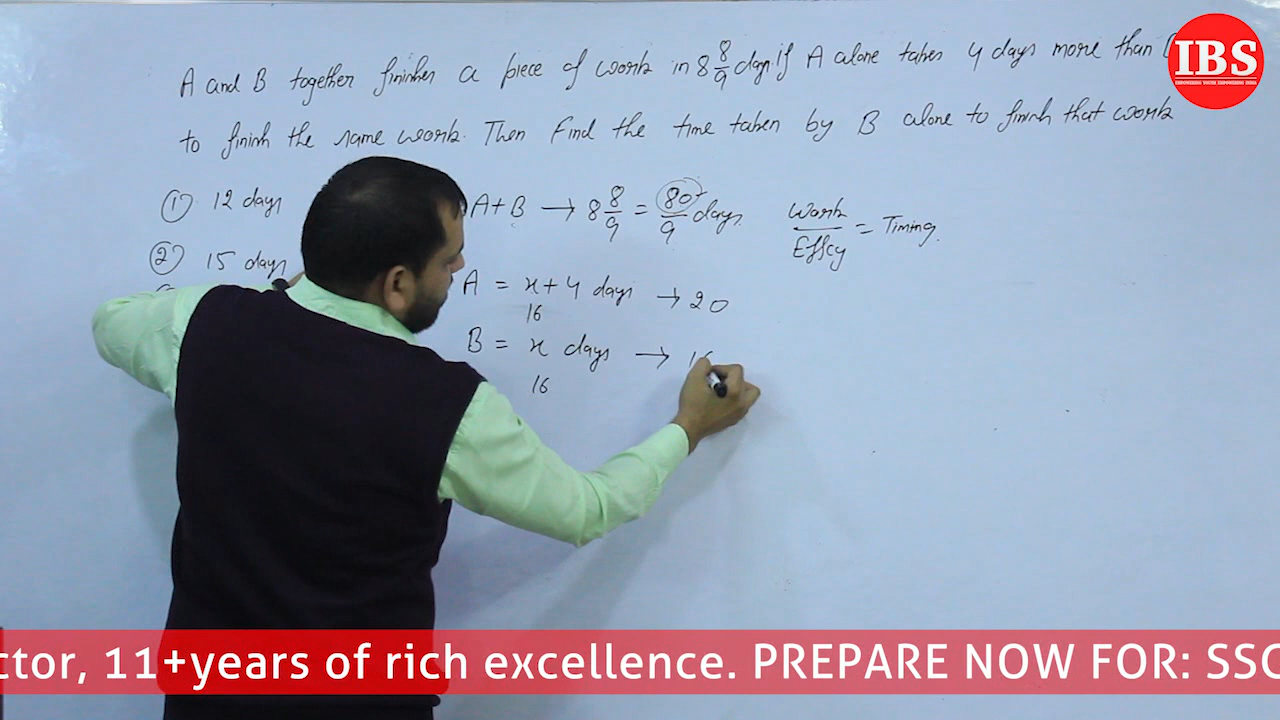 A and B together finishes a piece of work in 8 8/9 days. If A alone takes 4 days more than
to finish the same work. Then Find the time taken by B alone to finish that work
① 12 days
② 15 days
A+B → 8 8/9 = 80/9 days
Work/Efficy = Timing.
A = x+4 days → 20
16
B = x days → 16
16
IBS
ctor, 11+years of rich excellence. PREPARE NOW FOR: SSC